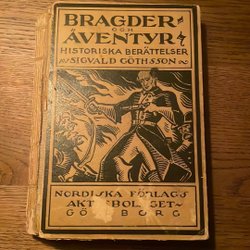 BRAGDER
OCH
ÄVENTYR
HISTORISKA BERÄTTELSER
AV SIGVALD GÖTHSSON
NORDISKA FÖRLAGS
AKTIEBOLAGET
GÖTEBORG